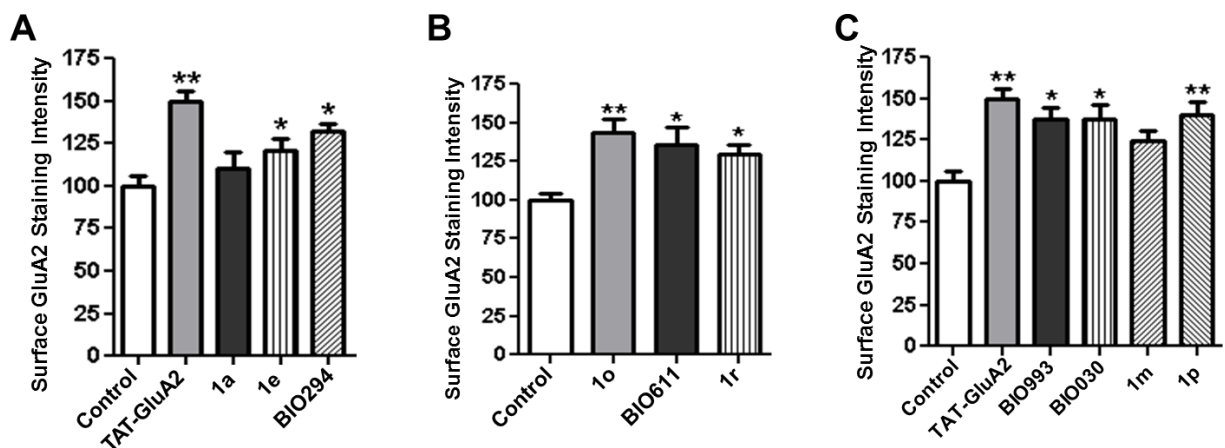 A
Surface GluA2 Staining Intensity
175
150
125
100
75
50
25
0
**
*
*
Control
TAT-GluA2
1a
1e
BIO294
B
Surface GluA2 Staining Intensity
175
150
125
100
75
50
25
0
**
*
*
Control
1o
BIO611
1r
C
Surface GluA2 Staining Intensity
175
150
125
100
75
50
25
0
**
*
*
**
Control
TAT-GluA2
BIO993
BIO030
1m
1p